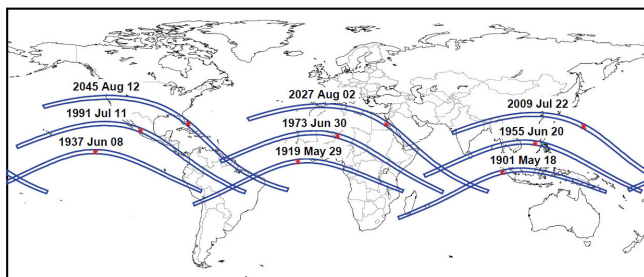 2045 Aug 12
1991 Jul 11
1937 Jun 08
2027 Aug 02
1973 Jun 30
1919 May 29
2009 Jul 22
1955 Jun 20
1901 May 18